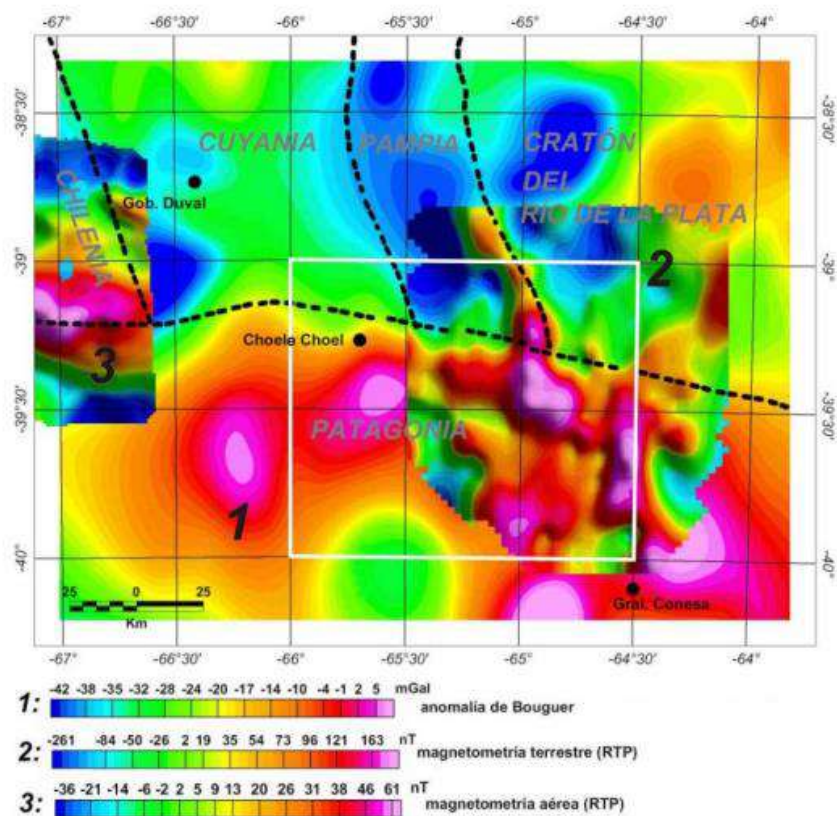 -67° -66°30' -66° -65°30' -65° -64°30' -64°
-38°30' -38°30'
CUYANIA PAMPIA CRATÓN
DEL
RIO DE LA PLATA
CHILENIA
Gob. Duval
-39° 2 -39°
Choele Choel
3
-39°30' PATAGONIA -39°30'
1
-40° -40°
25 0 25
Km
Gral. Conesa
-67° -66°30' -66° -65°30' -65° -64°30' -64°
-42 -38 -35 -32 -28 -24 -20 -17 -14 -10 -4 -1 2 5 mGal
1: anomalía de Bouguer
-261 -84 -50 -26 2 19 35 54 73 96 121 163 nT
2: magnetometría terrestre (RTP)
-36 -21 -14 -6 -2 2 5 9 13 20 26 31 38 46 61 nT
3: magnetometría aérea (RTP)